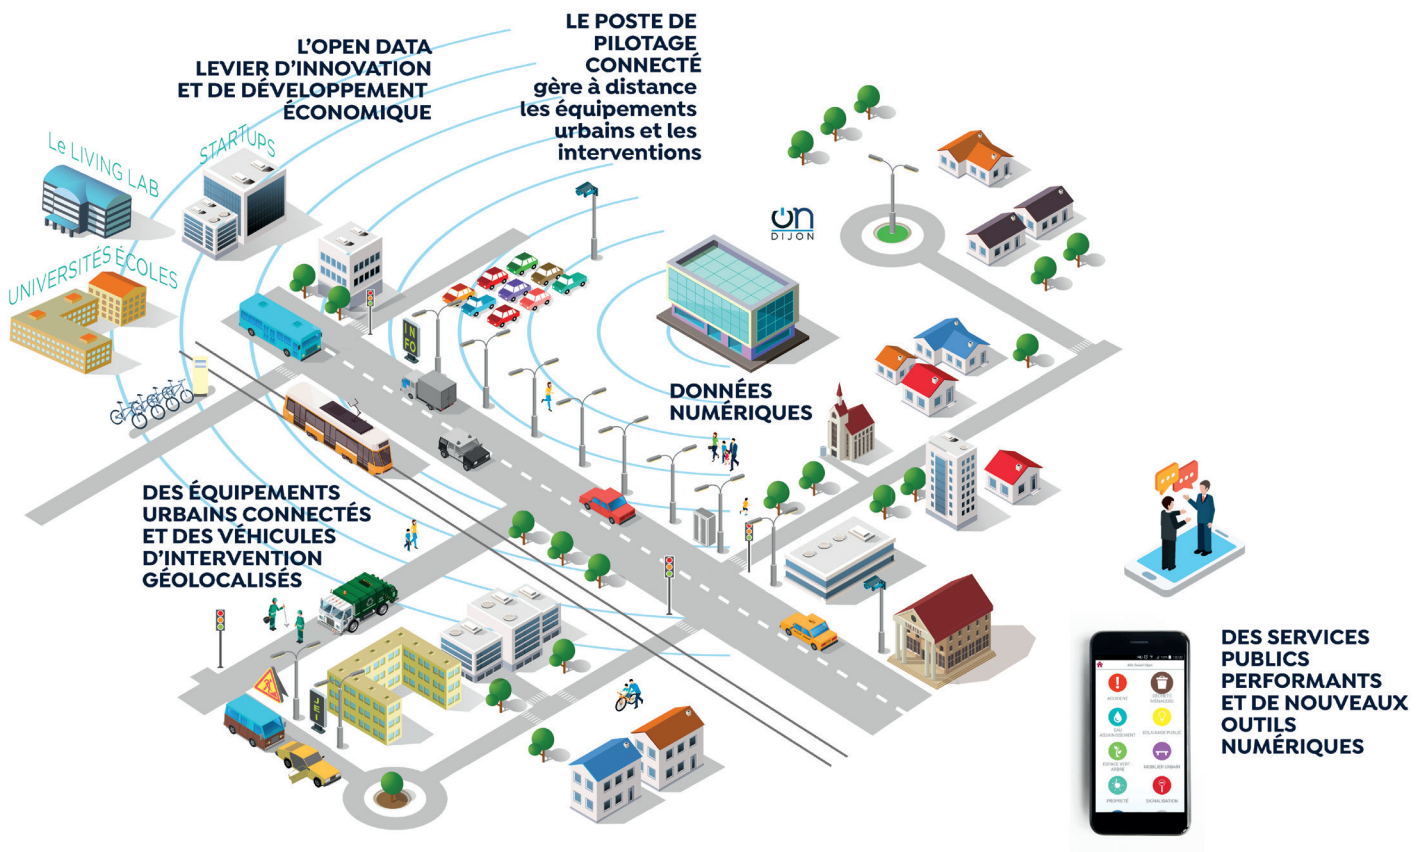 L'OPEN DATA
LEVIER D'INNOVATION
ET DE DÉVELOPPEMENT
ÉCONOMIQUE
LE POSTE DE
PILOTAGE
CONNECTÉ
gère à distance
les équipements
urbains et les
interventions
Le LIVING LAB
STARTUPS
UNIVERSITÉS ÉCOLES
on
DIJON
INFO
DONNÉES
NUMÉRIQUES
DES ÉQUIPEMENTS
URBAINS CONNECTÉS
ET DES VÉHICULES
D'INTERVENTION
GÉOLOCALISÉS
DES SERVICES
PUBLICS
PERFORMANTS
ET DE NOUVEAUX
OUTILS
NUMÉRIQUES
ACCIDENT
EAU
ASSAINISSEMENT
ÉCLAIRAGE PUBLIC
ESPACE VERT
ARBRE
MOBILIER URBAIN
PROPRETÉ
SIGNALISATION